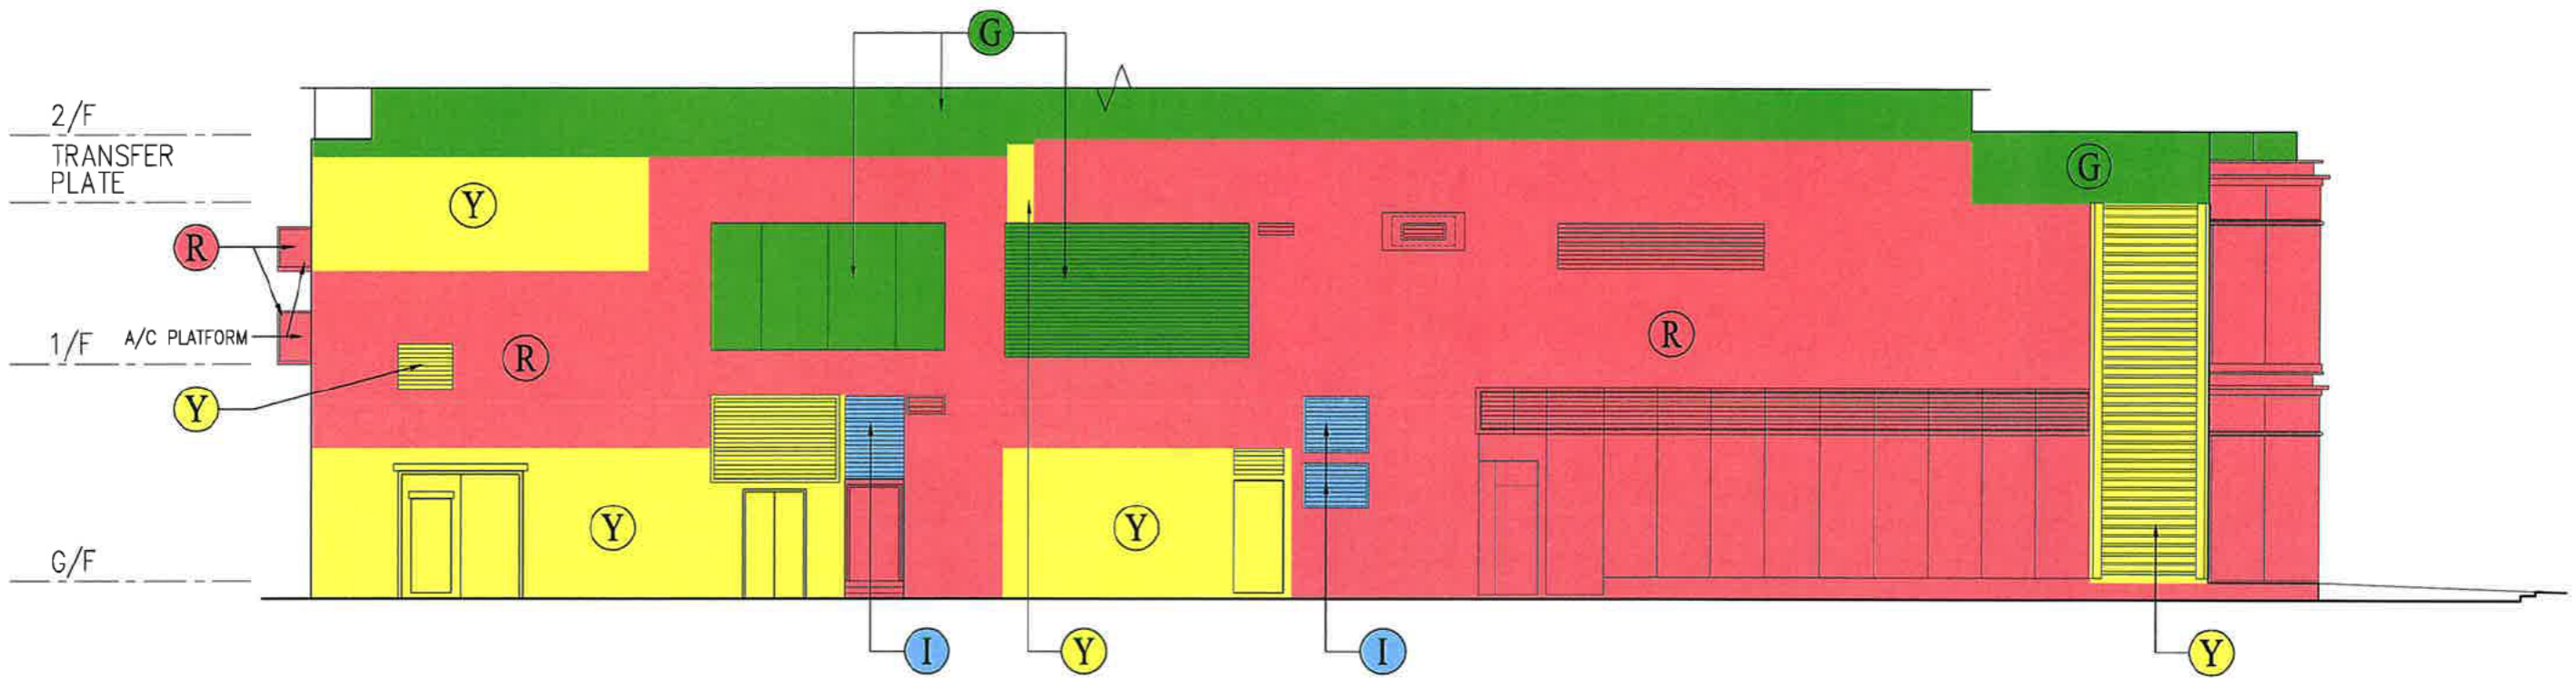 G
2/F
TRANSFER
PLATE
G
Y
R
R
1/F
A/C PLATFORM
R
Y
Y
Y
Y
I
Y
I
Y
G/F